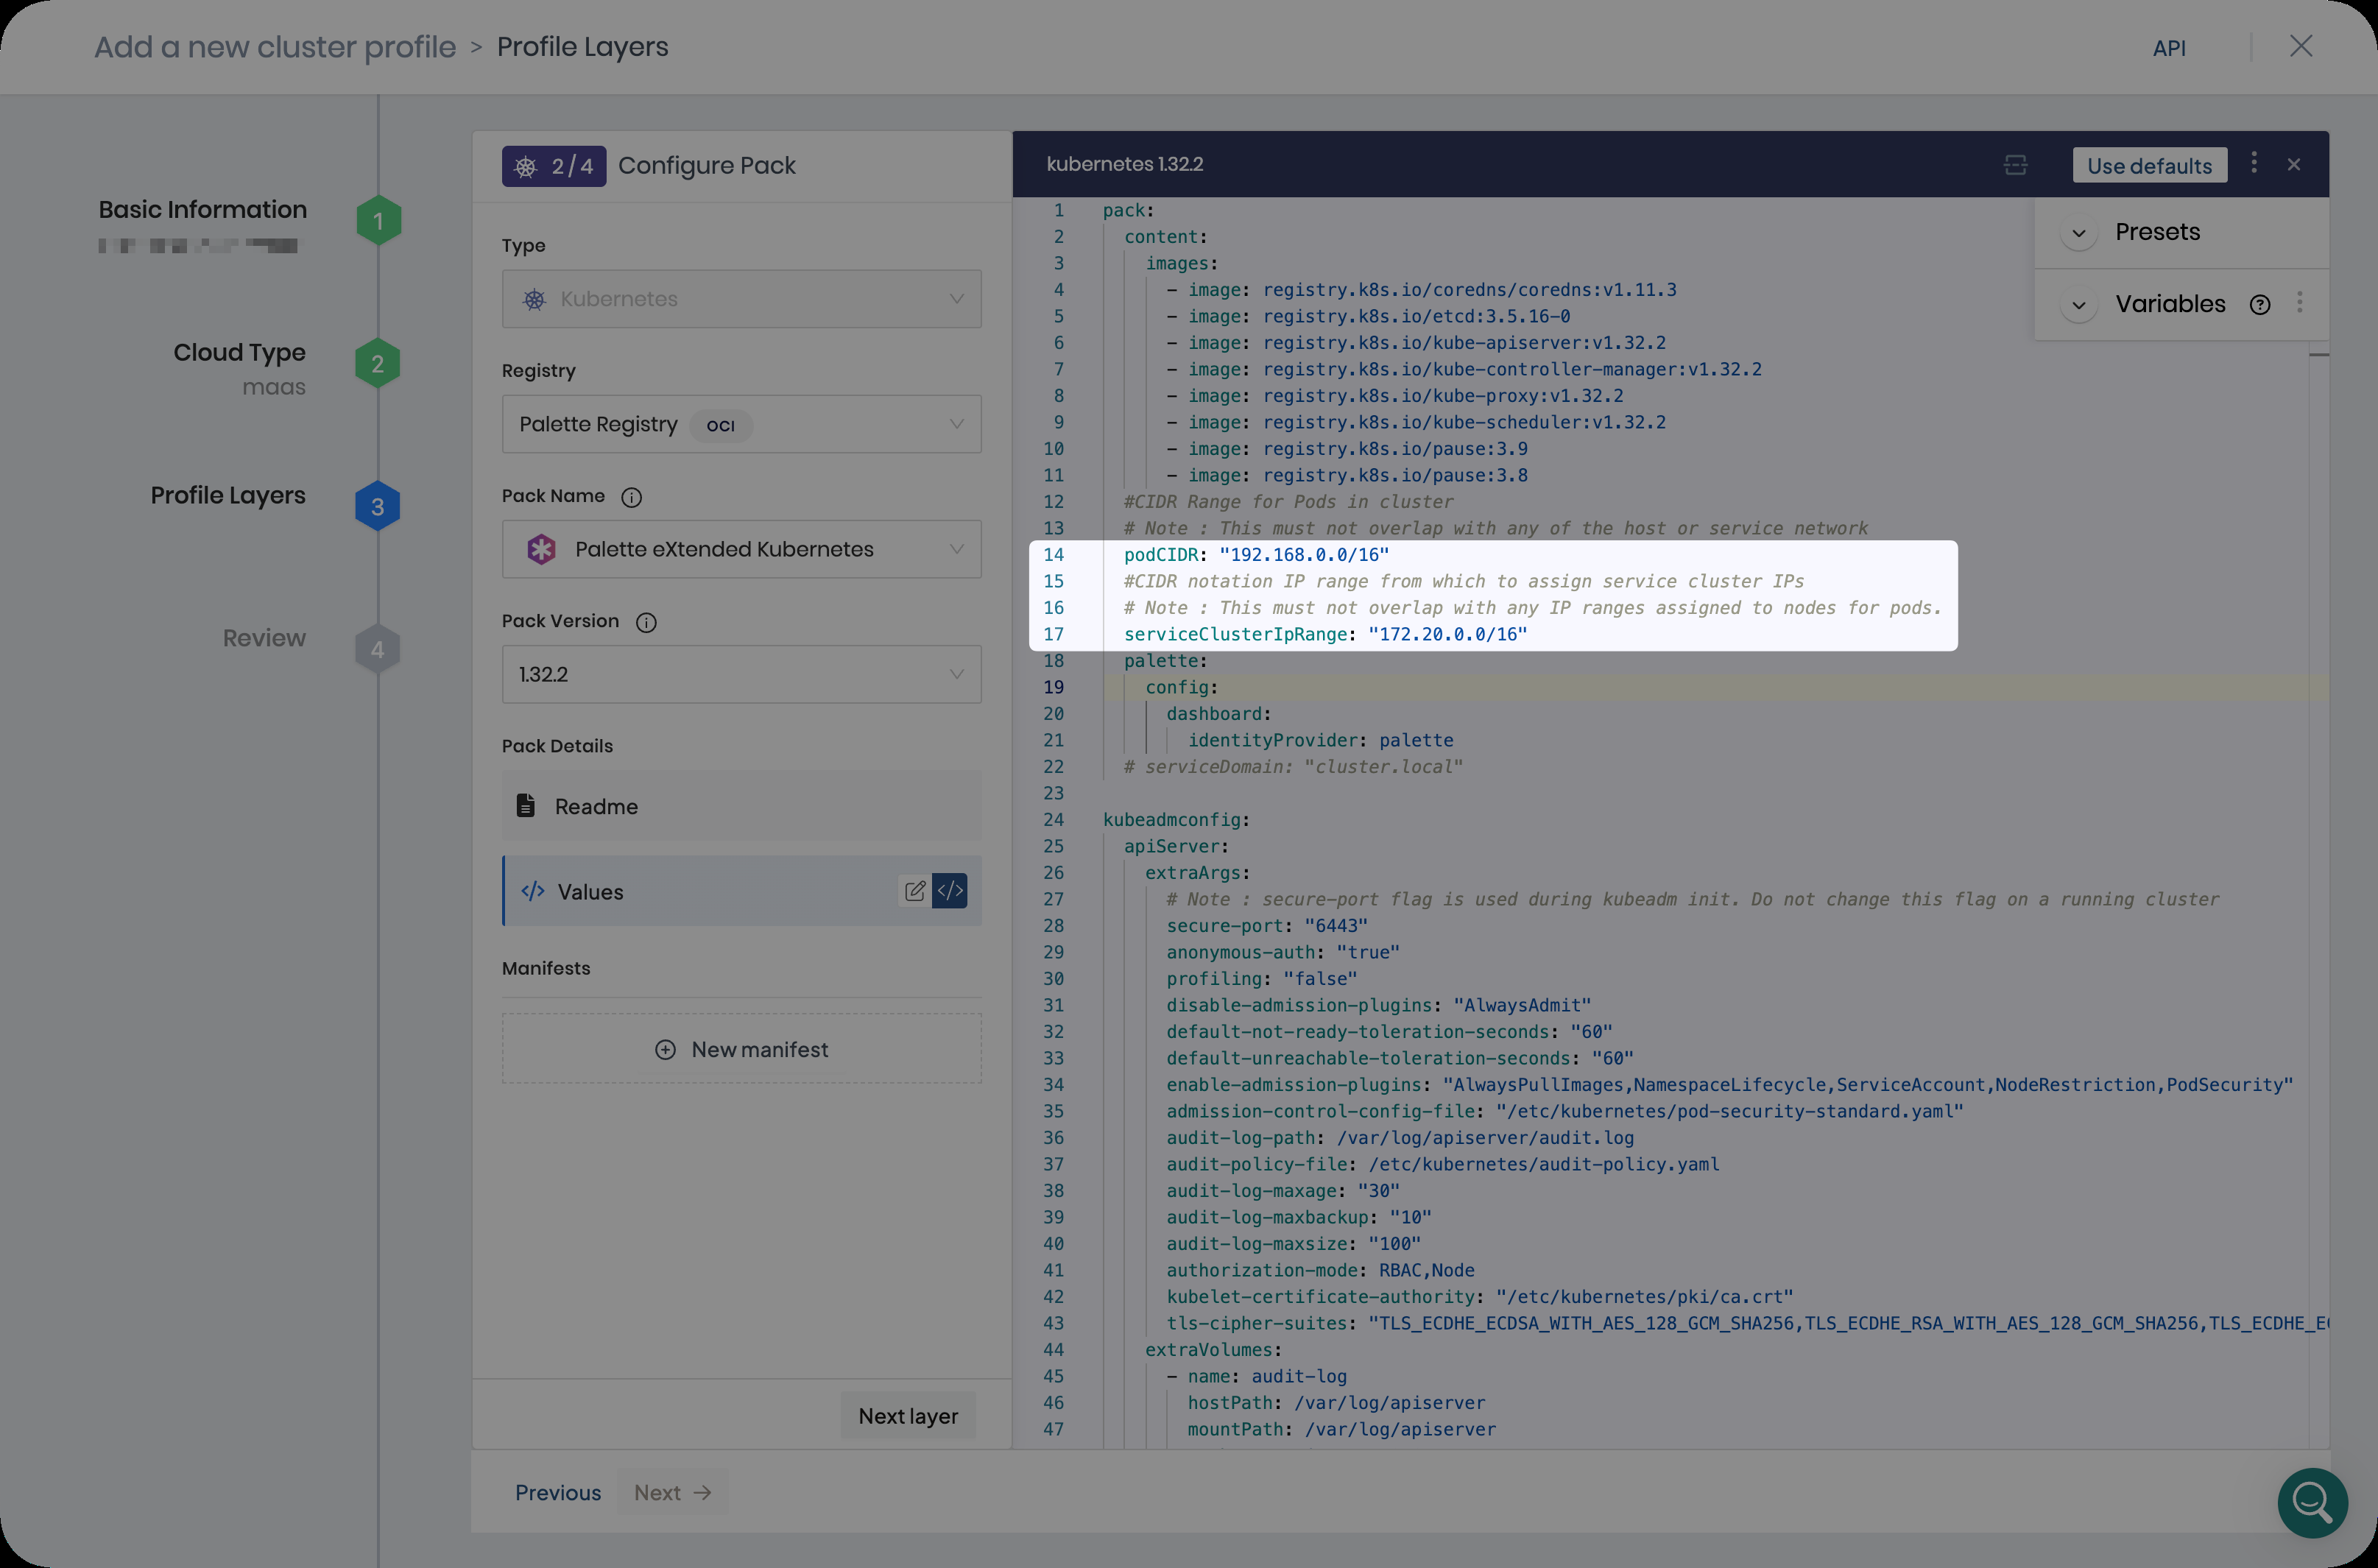 Add a new cluster profile > Profile Layers
API
Basic Information
1
Cloud Type
maas
2
Profile Layers
3
Review
4
2/4 Configure Pack
Type
Kubernetes
Registry
Palette Registry OCI
Pack Name
Palette eXtended Kubernetes
Pack Version
1.32.2
Pack Details
Readme
</> Values </>
Manifests
New manifest
Next layer
Previous
Next →
kubernetes 1.32.2
Use defaults
Presets
Variables
1 pack:
2 content:
3 images:
4 - image: registry.k8s.io/coredns/coredns:v1.11.3
5 - image: registry.k8s.io/etcd:3.5.16-0
6 - image: registry.k8s.io/kube-apiserver:v1.32.2
7 - image: registry.k8s.io/kube-controller-manager:v1.32.2
8 - image: registry.k8s.io/kube-proxy:v1.32.2
9 - image: registry.k8s.io/kube-scheduler:v1.32.2
10 - image: registry.k8s.io/pause:3.9
11 - image: registry.k8s.io/pause:3.8
12 #CIDR Range for Pods in cluster
13 # Note : This must not overlap with any of the host or service network
14 podCIDR: "192.168.0.0/16"
15 #CIDR notation IP range from which to assign service cluster IPs
16 # Note : This must not overlap with any IP ranges assigned to nodes for pods.
17 serviceClusterIpRange: "172.20.0.0/16"
18 palette:
19 config:
20 dashboard:
21 identityProvider: palette
22 # serviceDomain: "cluster.local"
23
24 kubeadmconfig:
25 apiServer:
26 extraArgs:
27 # Note : secure-port flag is used during kubeadm init. Do not change this flag on a running cluster
28 secure-port: "6443"
29 anonymous-auth: "true"
30 profiling: "false"
31 disable-admission-plugins: "AlwaysAdmit"
32 default-not-ready-toleration-seconds: "60"
33 default-unreachable-toleration-seconds: "60"
34 enable-admission-plugins: "AlwaysPullImages,NamespaceLifecycle,ServiceAccount,NodeRestriction,PodSecurity"
35 admission-control-config-file: "/etc/kubernetes/pod-security-standard.yaml"
36 audit-log-path: /var/log/apiserver/audit.log
37 audit-policy-file: /etc/kubernetes/audit-policy.yaml
38 audit-log-maxage: "30"
39 audit-log-maxbackup: "10"
40 audit-log-maxsize: "100"
41 authorization-mode: RBAC,Node
42 kubelet-certificate-authority: "/etc/kubernetes/pki/ca.crt"
43 tls-cipher-suites: "TLS_ECDHE_ECDSA_WITH_AES_128_GCM_SHA256,TLS_ECDHE_RSA_WITH_AES_128_GCM_SHA256,TLS_ECDHE_E
44 extraVolumes:
45 - name: audit-log
46 hostPath: /var/log/apiserver
47 mountPath: /var/log/apiserver